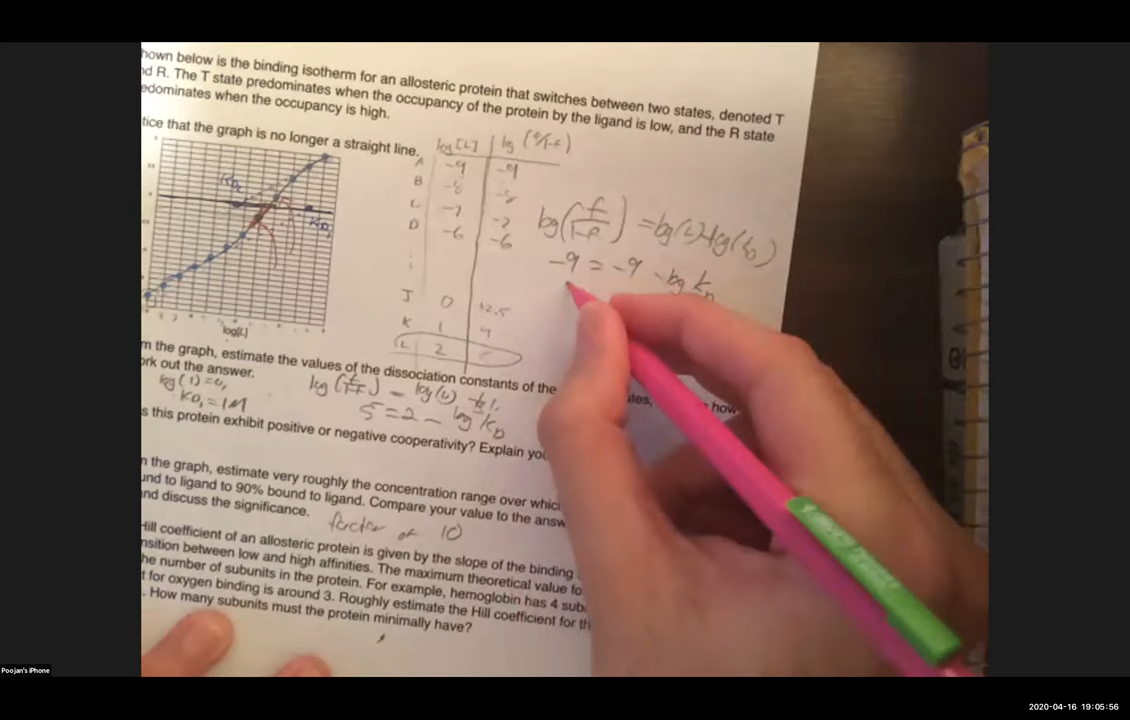 hown below is the binding isotherm for an allosteric protein that switches between two states, denoted T
nd R. The T state predominates when the occupancy of the protein by the ligand is low, and the R state
edominates when the occupancy is high.
tice that the graph is no longer a straight line.
log[L]
log (f/1-f)
A -9 -9
B -8 -8
C -7 -7
D -6 -6
J 0 +2.5
K 1 4
L 2 5
KD2
KD1
log[L]
log(f/1-f) = log(L) - log(KD)
-9 = -9 - log KD
m the graph, estimate the values of the dissociation constants of the
tes,
how
ork out the answer.
log(1) = 0,
KD1 = 1M
log(f/1-f) - log(L)
5 = 2 - log KD
s this protein exhibit positive or negative cooperativity? Explain you
m the graph, estimate very roughly the concentration range over whic
und to ligand to 90% bound to ligand. Compare your value to the answ
nd discuss the significance.
factor of 10
Hill coefficient of an allosteric protein is given by the slope of the binding
nsition between low and high affinities. The maximum theoretical value fo
he number of subunits in the protein. For example, hemoglobin has 4 sub
t for oxygen binding is around 3. Roughly estimate the Hill coefficient for th
. How many subunits must the protein minimally have?
Poojan's iPhone
2020-04-16 19:05:56